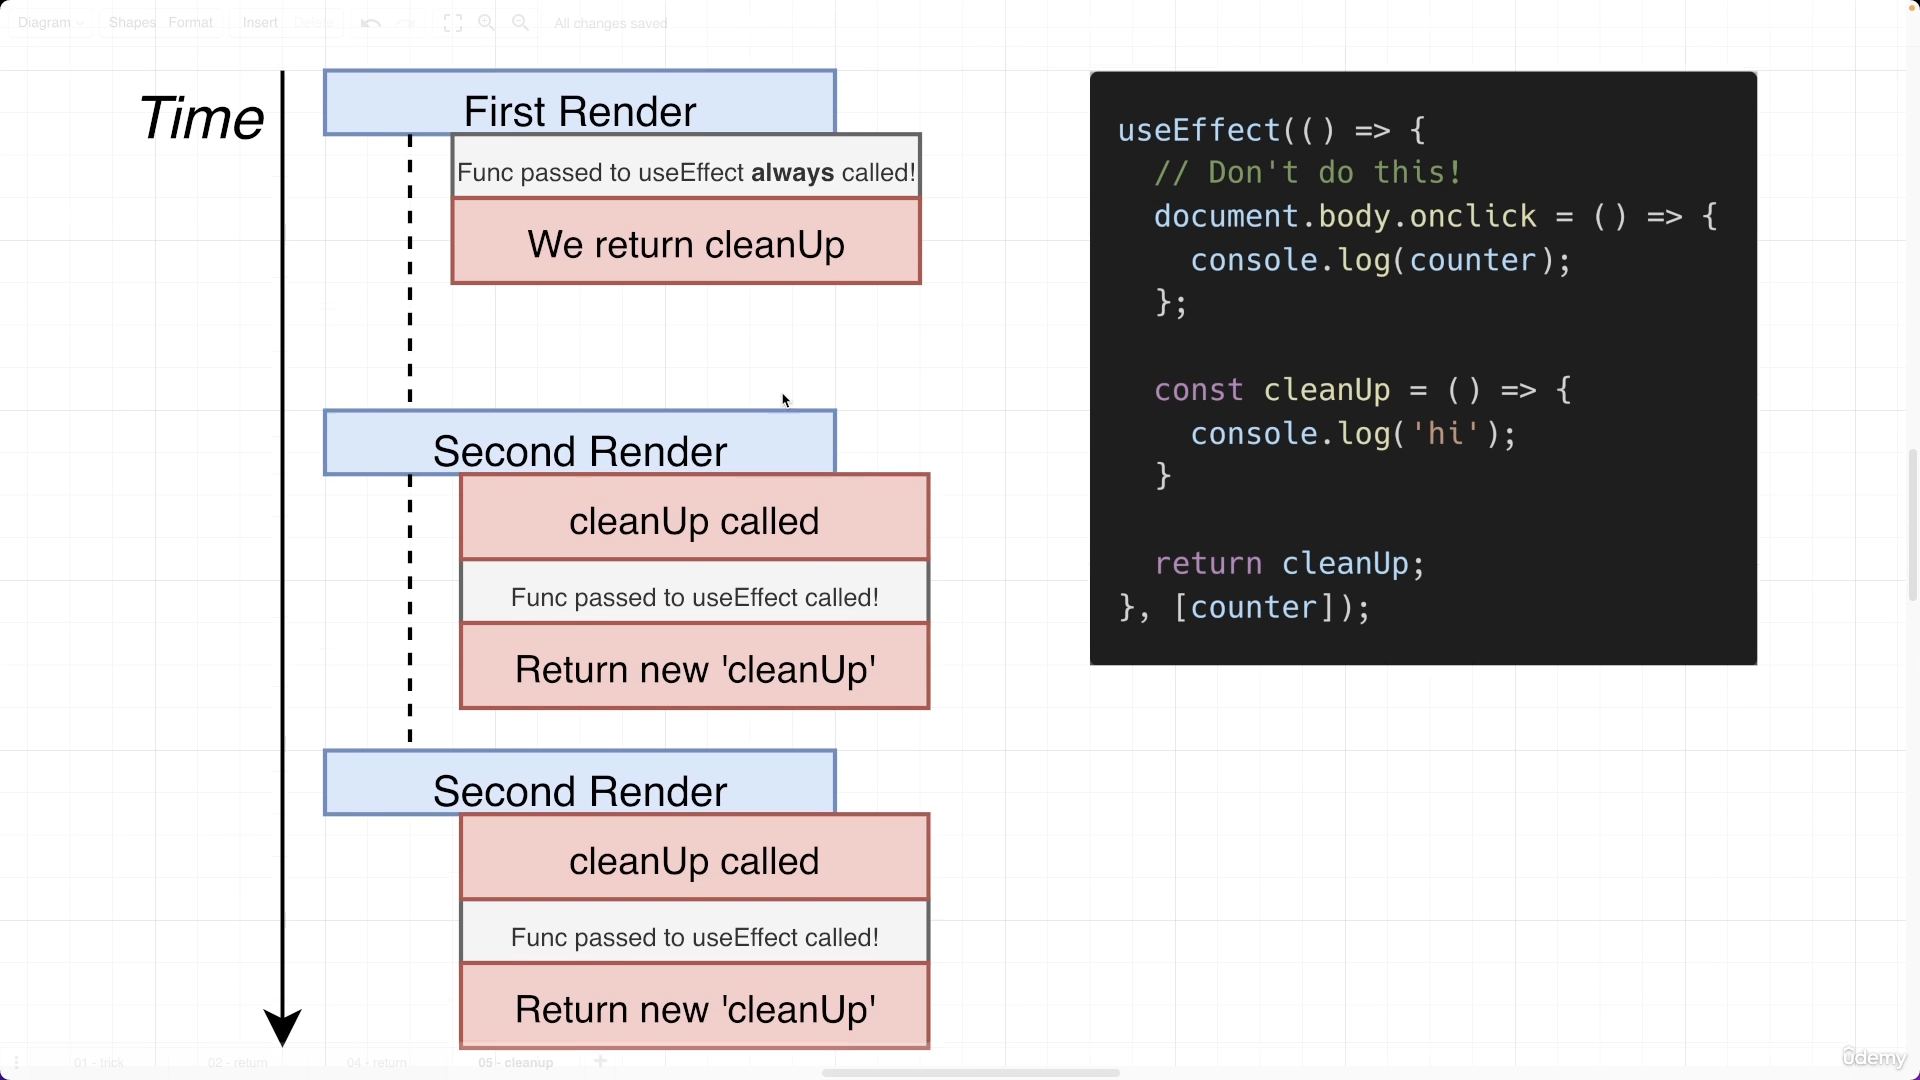 Diagram
Shapes
Format
Insert
Delete
All changes saved
Time
First Render
Func passed to useEffect always called!
We return cleanUp
Second Render
cleanUp called
Func passed to useEffect called!
Return new 'cleanUp'
Second Render
cleanUp called
Func passed to useEffect called!
Return new 'cleanUp'
useEffect(() => {
// Don't do this!
document.body.onclick = () => {
console.log(counter);
};
const cleanUp = () => {
console.log('hi');
}
return cleanUp;
}, [counter]);
01 - trick
02 - return
04 - return
05 - cleanup
ûdemy